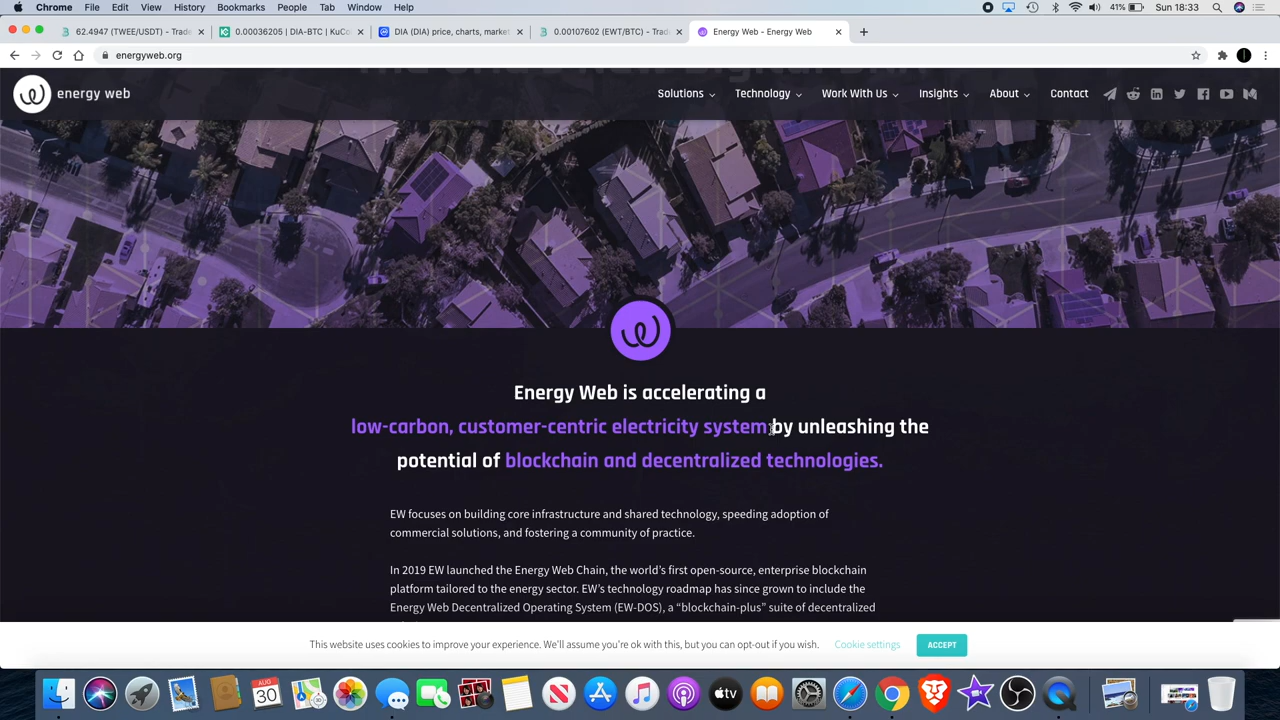 Chrome File Edit View History Bookmarks People Tab Window Help 41% Sun 18:33
62.4947 (TWEE/USDT) - Trade 0.00036205 | DIA-BTC | KuCo DIA (DIA) price, charts, market 0.00107602 (EWT/BTC) - Trad Energy Web - Energy Web
energyweb.org
energy web Solutions Technology Work With Us Insights About Contact
Energy Web is accelerating a
low-carbon, customer-centric electricity system by unleashing the
potential of blockchain and decentralized technologies.
EW focuses on building core infrastructure and shared technology, speeding adoption of
commercial solutions, and fostering a community of practice.
In 2019 EW launched the Energy Web Chain, the world's first open-source, enterprise blockchain
platform tailored to the energy sector. EW's technology roadmap has since grown to include the
Energy Web Decentralized Operating System (EW-DOS), a “blockchain-plus” suite of decentralized
This website uses cookies to improve your experience. We'll assume you're ok with this, but you can opt-out if you wish. Cookie settings ACCEPT
AUG
30
tv